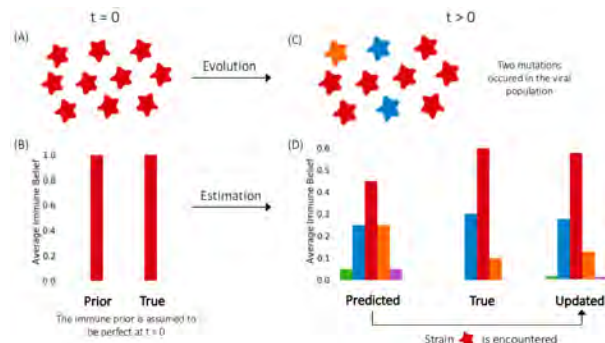 t = 0
t > 0
(A)
Evolution
(C)
Two mutations
occured in the viral
population
(B)
Average Immune Belief
1.0
0.8
0.6
0.4
0.2
0.0
Prior
True
The immune prior is assumed to
be perfect at t = 0
Estimation
(D)
Average Immune Belief
0.6
0.5
0.4
0.3
0.2
0.1
0.0
Predicted
True
Updated
Strain
is encountered